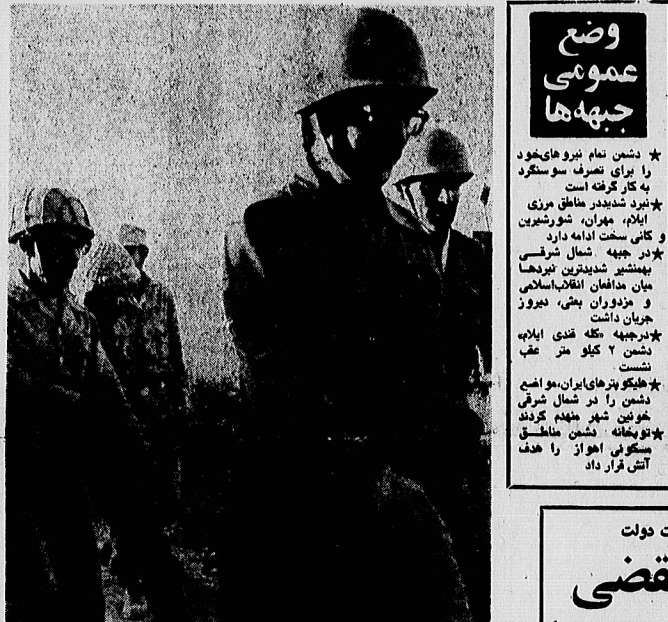 وضع
عمومی
جبهه‌ها
★ دشمن تمام نیروهای‌خود
را برای تصرف سوسنگرد
به کار گرفته است
★نبرد شدیددر مناطق مرزی
ایلام، مهران، شورشیرین
و کانی سخت ادامه دارد
★در جبهه شمال شرقی
بهمنشیر شدیدترین نبردها
میان مدافعان انقلاب‌اسلامی
و مزدوران بعثی، دیروز
جریان داشت
★درجبهه «کله قندی ایلام»
دشمن ۲ کیلو متر عقب
نشست
★هلیکوپترهای‌ایران،مواضع
دشمن را در شمال شرقی
خونین شهر منهدم کردند
★توپخانه دشمن مناطق
مسکونی اهواز را هدف
آتش قرار داد
دولت